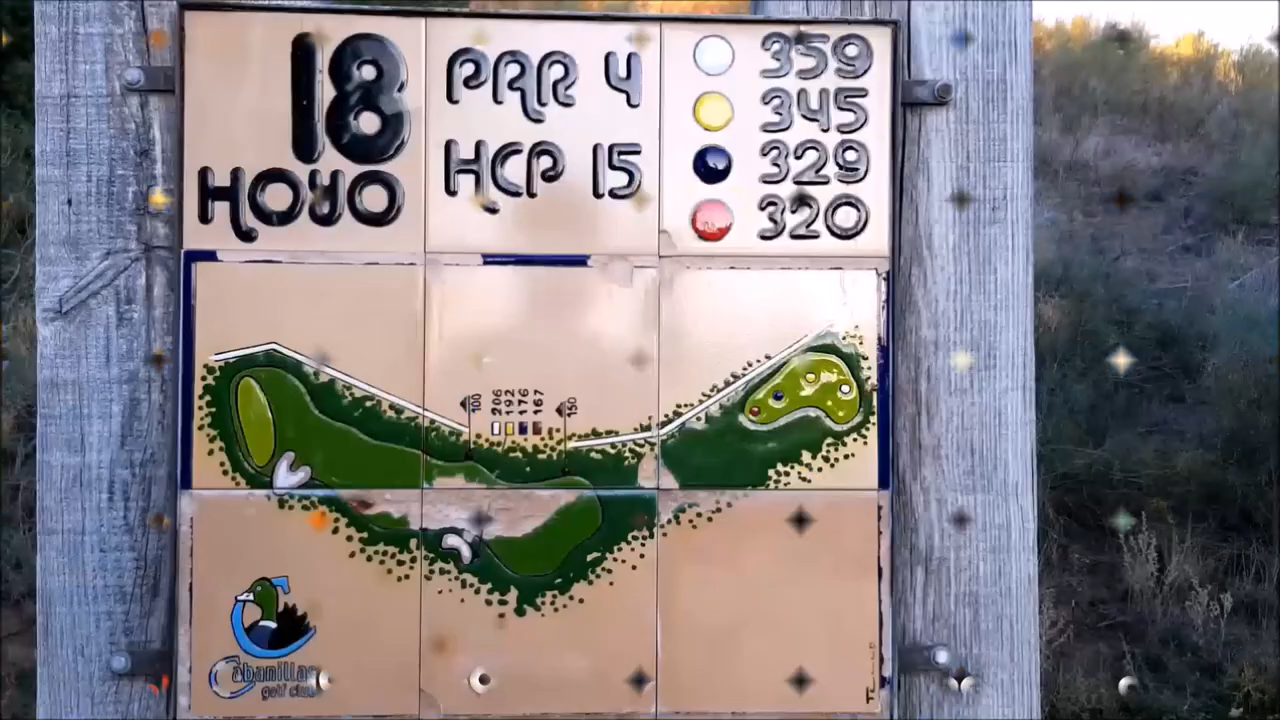 18
HOYO
PAR 4
HCP 15
359
345
329
320
100
206
192
176
167
150
Cabanillas
golf club